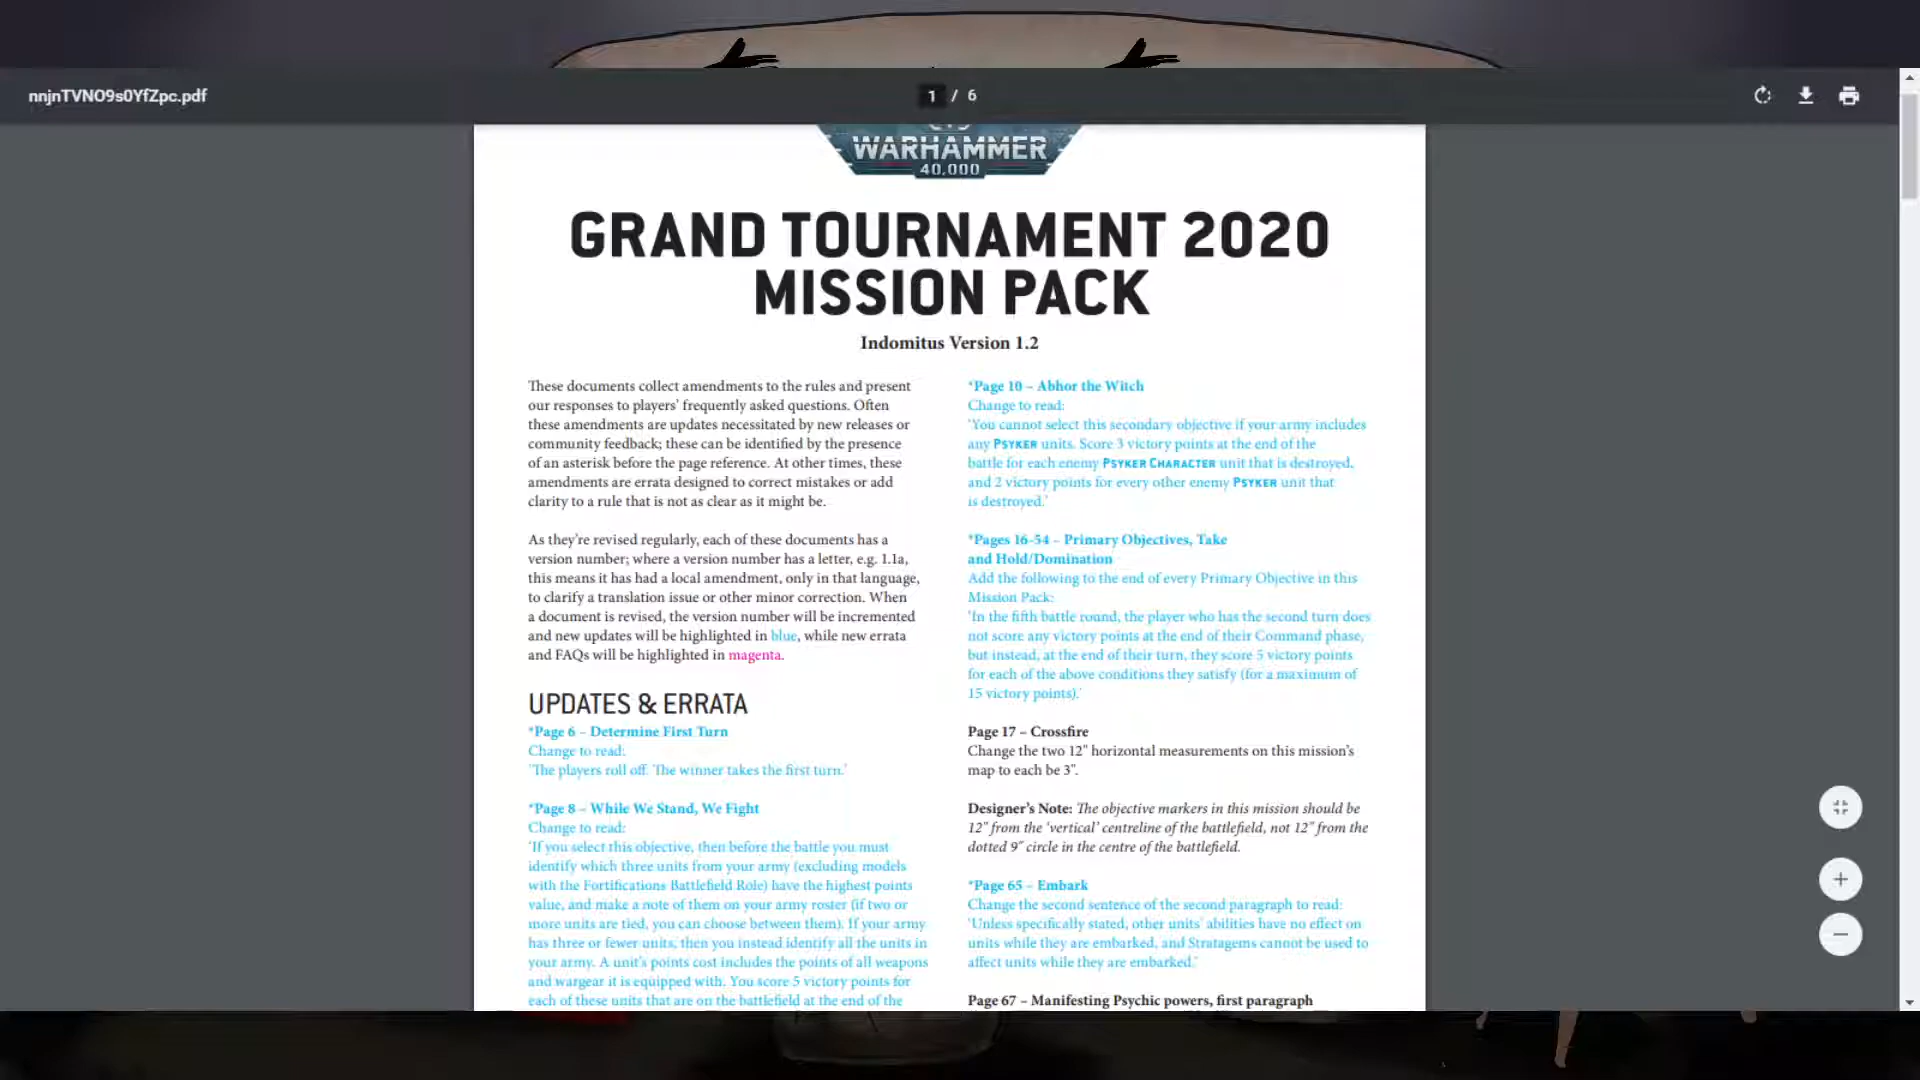 nnjnTVNO9s0YfZpc.pdf
1 / 6
WARHAMMER
40,000
GRAND TOURNAMENT 2020
MISSION PACK
Indomitus Version 1.2
These documents collect amendments to the rules and present
our responses to players' frequently asked questions. Often
these amendments are updates necessitated by new releases or
community feedback; these can be identified by the presence
of an asterisk before the page reference. At other times, these
amendments are errata designed to correct mistakes or add
clarity to a rule that is not as clear as it might be.
As they're revised regularly, each of these documents has a
version number; where a version number has a letter, e.g. 1.1a,
this means it has had a local amendment, only in that language,
to clarify a translation issue or other minor correction. When
a document is revised, the version number will be incremented
and new updates will be highlighted in blue, while new errata
and FAQs will be highlighted in magenta.
UPDATES & ERRATA
*Page 6 – Determine First Turn
Change to read:
'The players roll off. The winner takes the first turn.'
*Page 8 – While We Stand, We Fight
Change to read:
'If you select this objective, then before the battle you must
identify which three units from your army (excluding models
with the Fortifications Battlefield Role) have the highest points
value, and make a note of them on your army roster (if two or
more units are tied, you can choose between them). If your army
has three or fewer units, then you instead identify all the units in
your army. A unit's points cost includes the points of all weapons
and wargear it is equipped with. You score 5 victory points for
each of these units that are on the battlefield at the end of the
*Page 10 – Abhor the Witch
Change to read:
'You cannot select this secondary objective if your army includes
any PSYKER units. Score 3 victory points at the end of the
battle for each enemy PSYKER CHARACTER unit that is destroyed,
and 2 victory points for every other enemy PSYKER unit that
is destroyed.'
*Pages 16-54 – Primary Objectives, Take
and Hold/Domination
Add the following to the end of every Primary Objective in this
Mission Pack:
'In the fifth battle round, the player who has the second turn does
not score any victory points at the end of their Command phase,
but instead, at the end of their turn, they score 5 victory points
for each of the above conditions they satisfy (for a maximum of
15 victory points).'
Page 17 – Crossfire
Change the two 12" horizontal measurements on this mission's
map to each be 3".
Designer's Note: The objective markers in this mission should be
12" from the 'vertical' centreline of the battlefield, not 12" from the
dotted 9" circle in the centre of the battlefield.
*Page 65 – Embark
Change the second sentence of the second paragraph to read:
'Unless specifically stated, other units' abilities have no effect on
units while they are embarked, and Stratagems cannot be used to
affect units while they are embarked.'
Page 67 – Manifesting Psychic powers, first paragraph